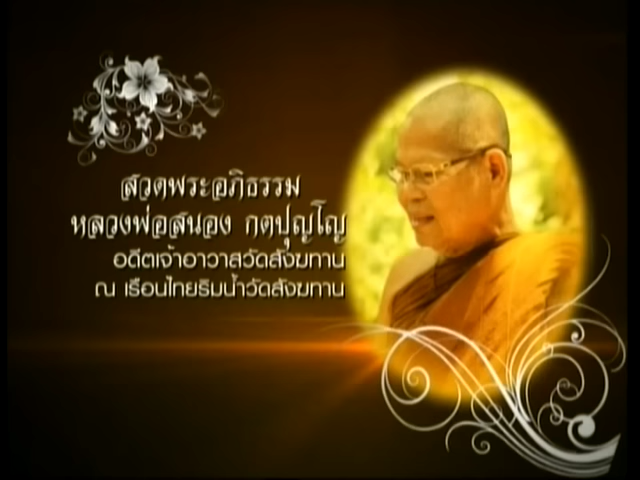 สวดพระอภิธรรม
หลวงพ่อสนอง กตปุญโญ
อดีตเจ้าอาวาสวัดสังฆทาน
ณ เรือนไทยริมน้ำวัดสังฆทาน